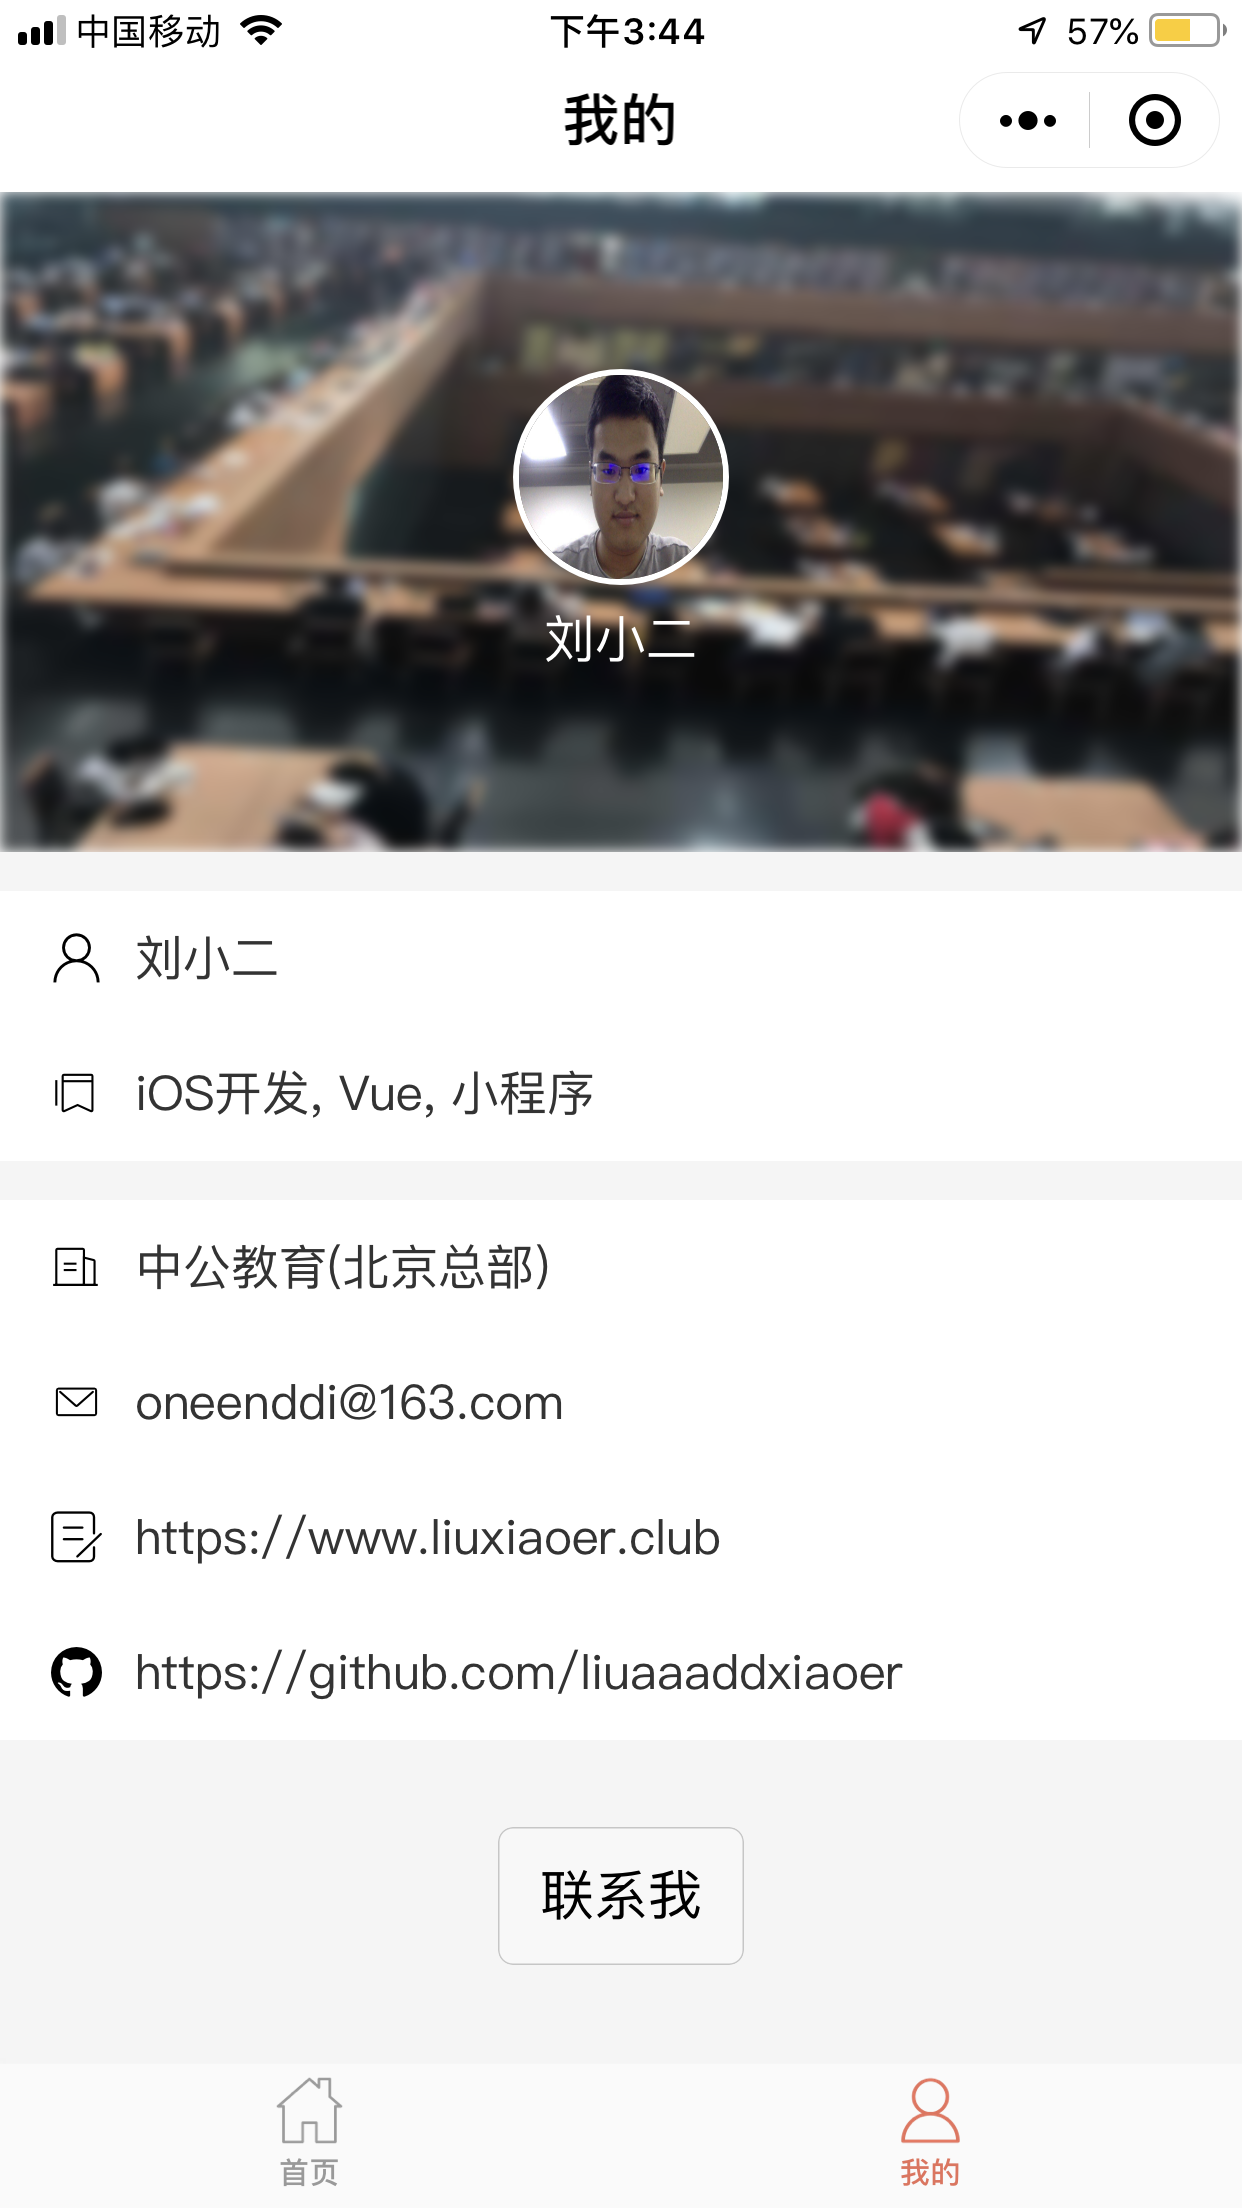 中国移动
下午3:44
57%
我的
刘小二
刘小二
iOS开发, Vue, 小程序
中公教育(北京总部)
oneenddi@163.com
https://www.liuxiaoer.club
https://github.com/liuaaaddxiaoer
联系我
首页
我的